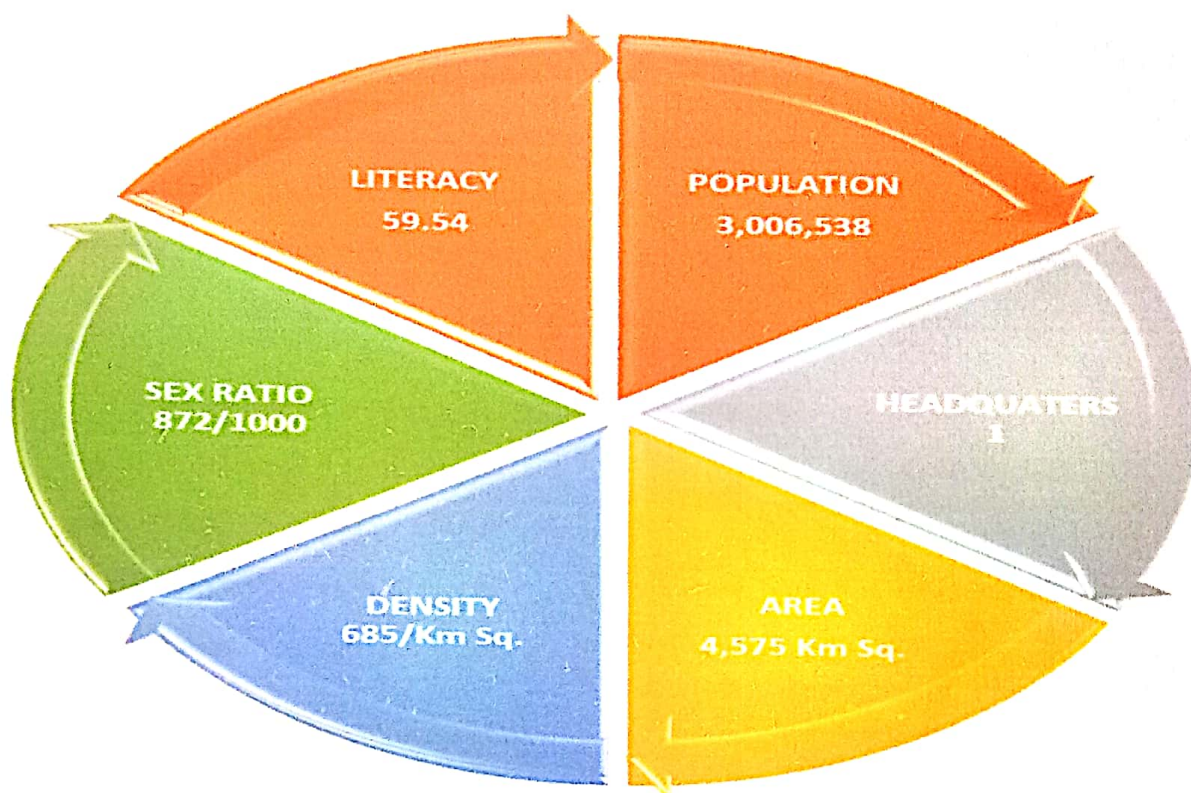 LITERACY
59.54
POPULATION
3,006,538
HEADQUATERS
1
AREA
4,575 Km Sq.
DENSITY
685/Km Sq.
SEX RATIO
872/1000